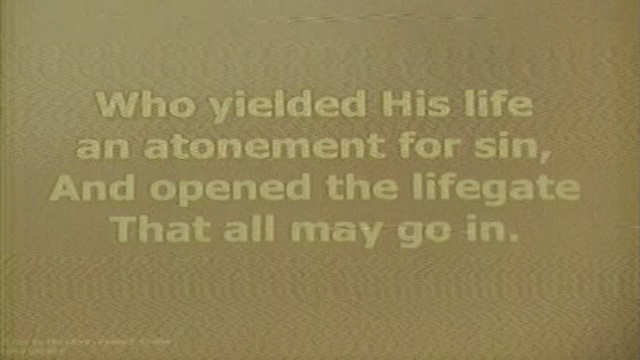 Who yielded His life
an atonement for sin,
And opened the lifegate
That all may go in.